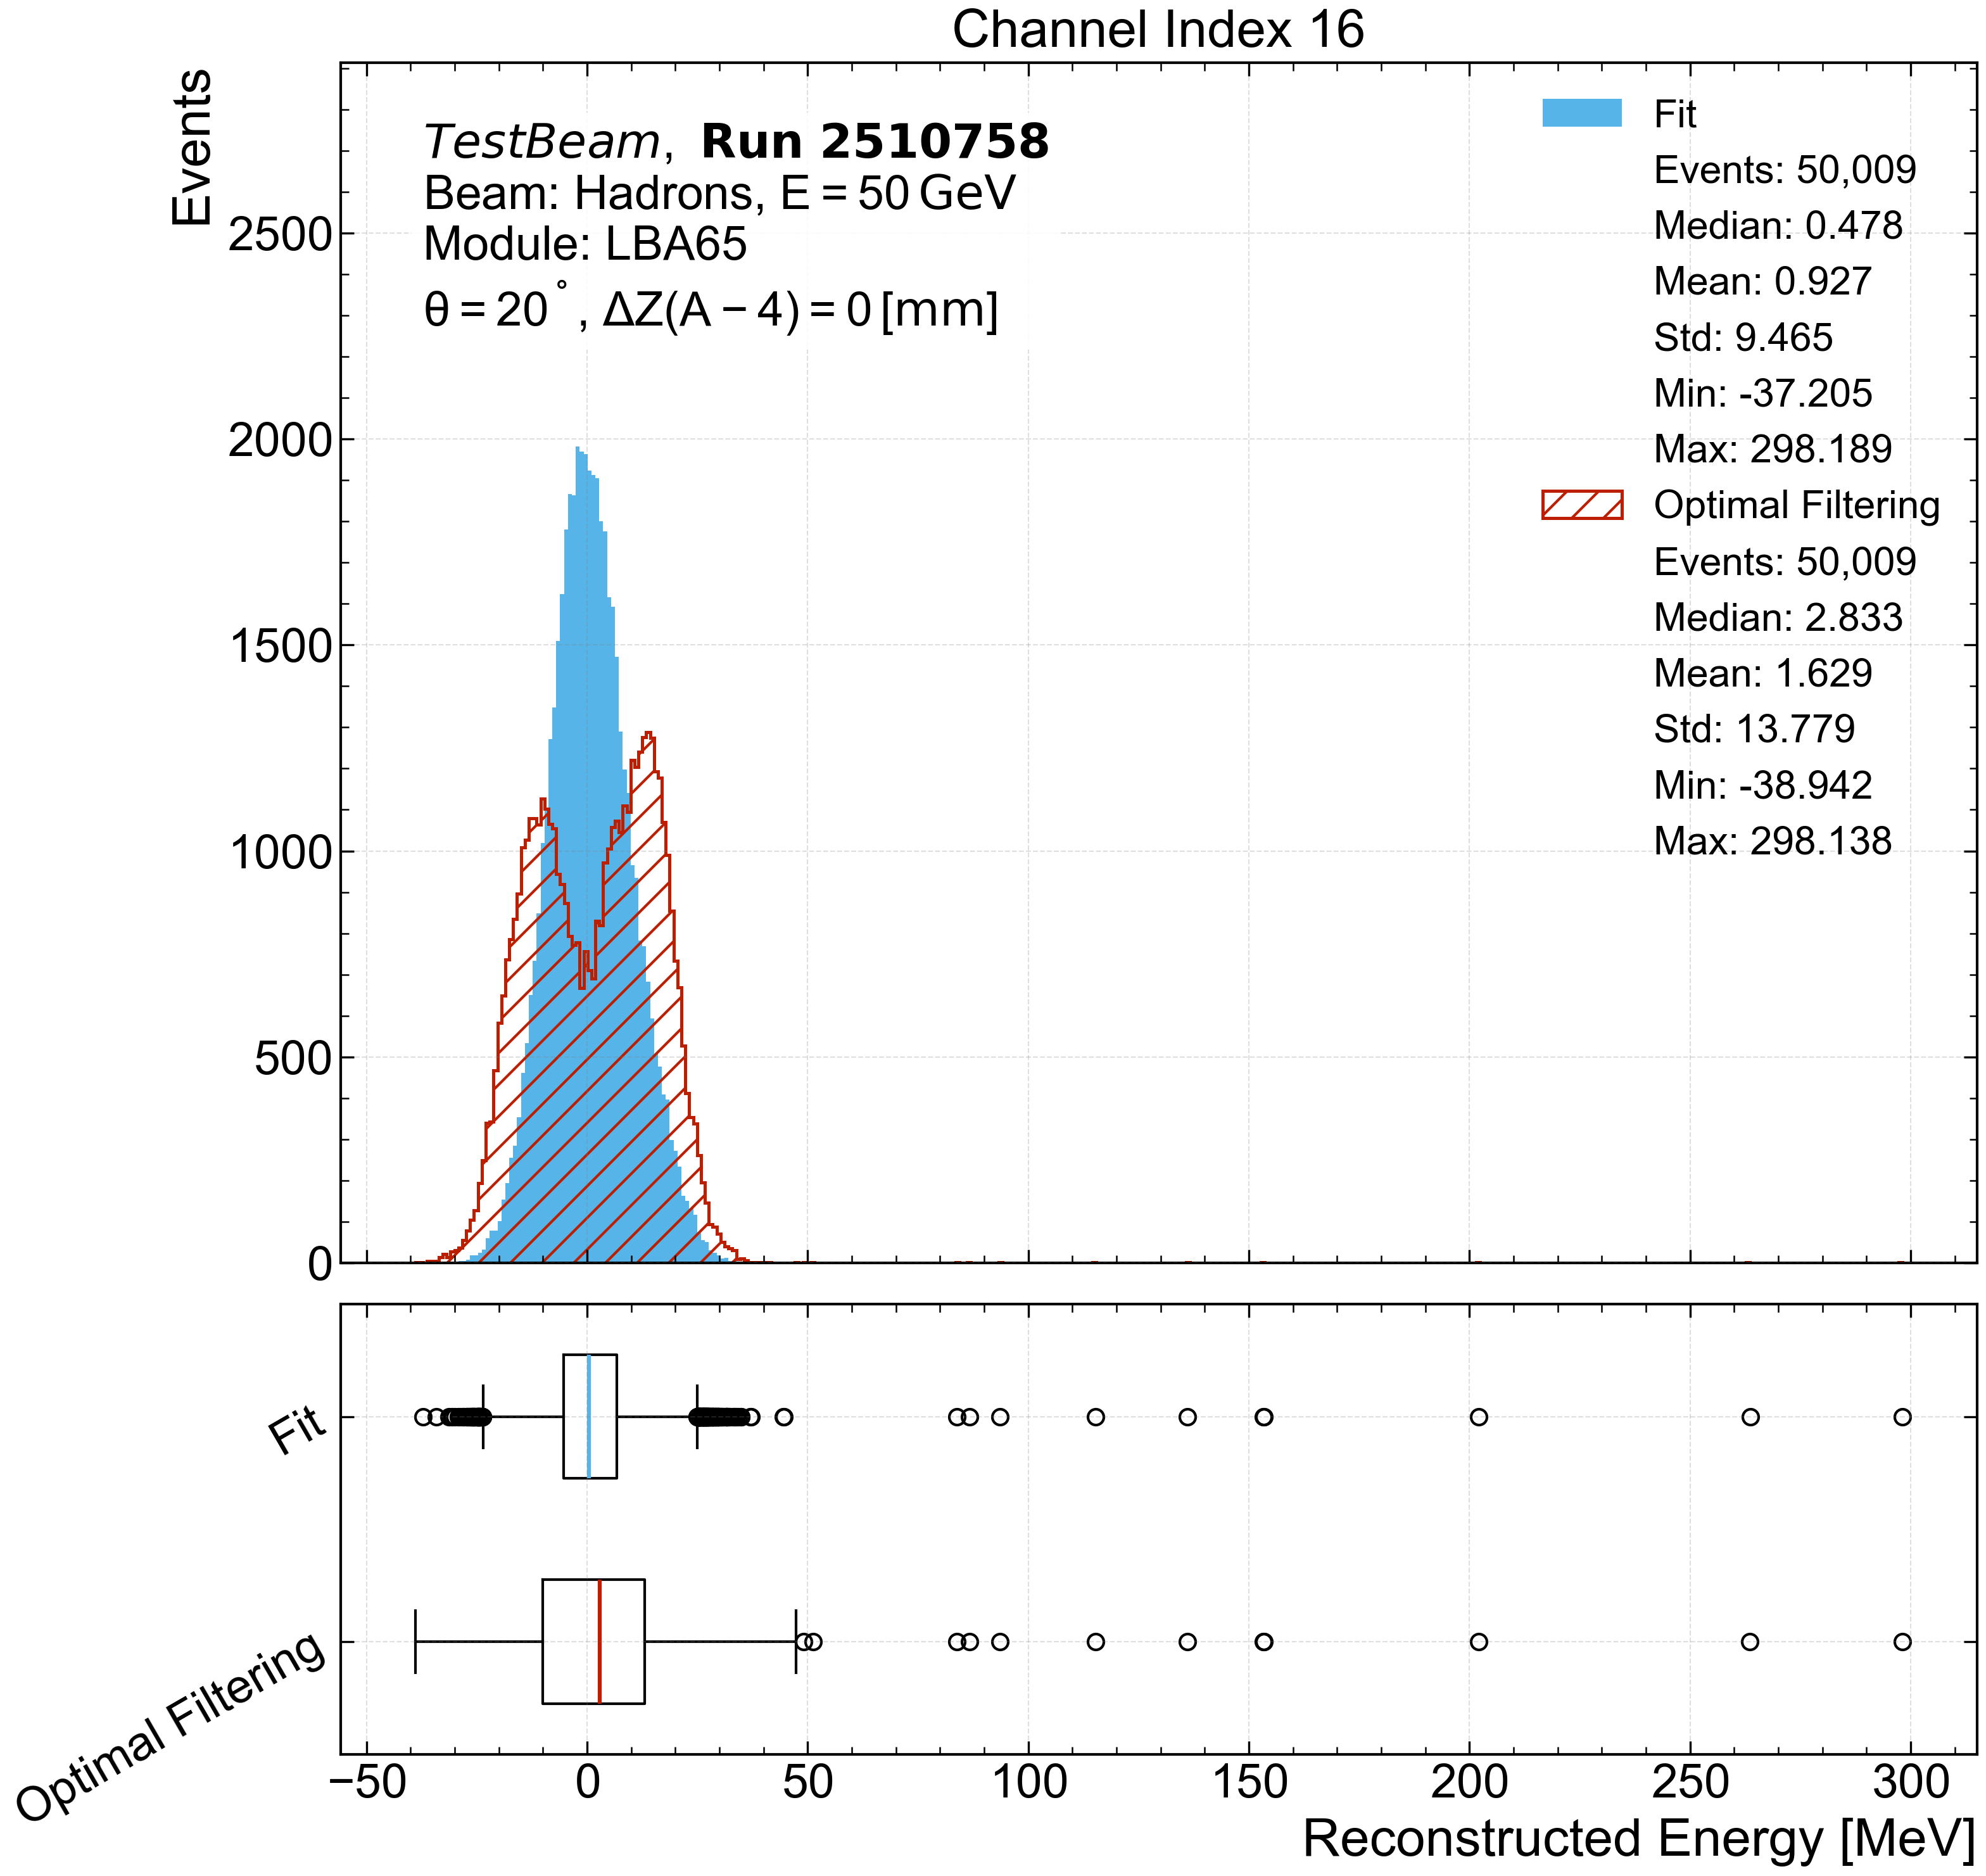 Channel Index 16
Events
TestBeam, Run 2510758
Beam: Hadrons, E = 50 GeV
Module: LBA65
θ = 20°, ΔZ(A − 4) = 0 [mm]
Fit
Events: 50,009
Median: 0.478
Mean: 0.927
Std: 9.465
Min: -37.205
Max: 298.189
Optimal Filtering
Events: 50,009
Median: 2.833
Mean: 1.629
Std: 13.779
Min: -38.942
Max: 298.138
2500
2000
1500
1000
500
0
Fit
Optimal Filtering
−50 0 50 100 150 200 250 300
Reconstructed Energy [MeV]